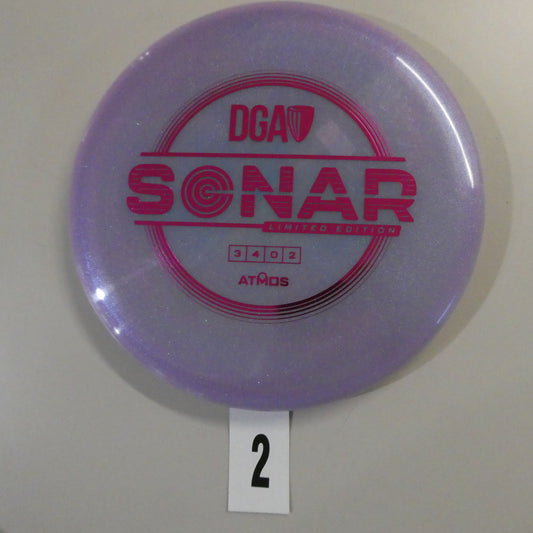 DGA
SONAR
LIMITED EDITION
3 4 0 2
ATMOS
2